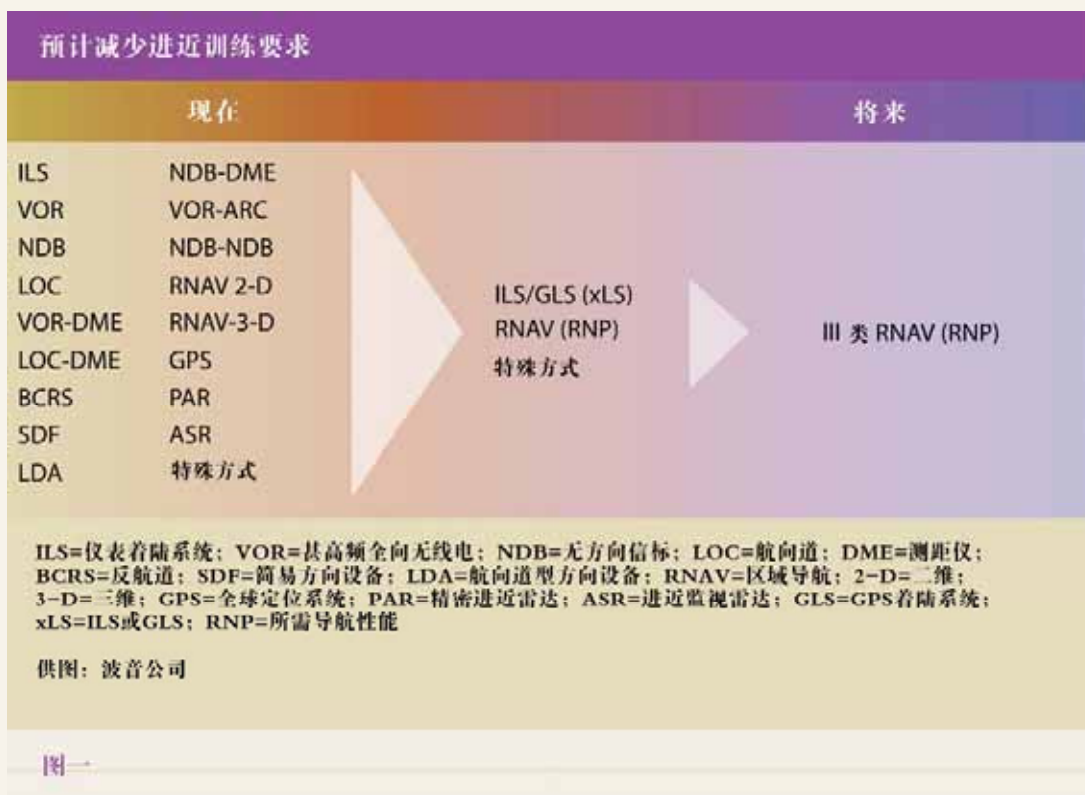 预计减少进近训练要求
现在
将来
ILS
VOR
NDB
LOC
VOR-DME
LOC-DME
BCRS
SDF
LDA
NDB-DME
VOR-ARC
NDB-NDB
RNAV 2-D
RNAV-3-D
GPS
PAR
ASR
特殊方式
ILS/GLS (xLS)
RNAV (RNP)
特殊方式
III 类 RNAV (RNP)
ILS=仪表着陆系统；VOR=甚高频全向无线电；NDB=无方向信标；LOC=航向道；DME=测距仪；
BCRS=反航道；SDF=简易方向设备；LDA=航向道型方向设备；RNAV=区域导航；2-D=二维；
3-D=三维；GPS=全球定位系统；PAR=精密进近雷达；ASR=进近监视雷达；GLS=GPS着陆系统；
xLS=ILS或GLS；RNP=所需导航性能
供图：波音公司
图一